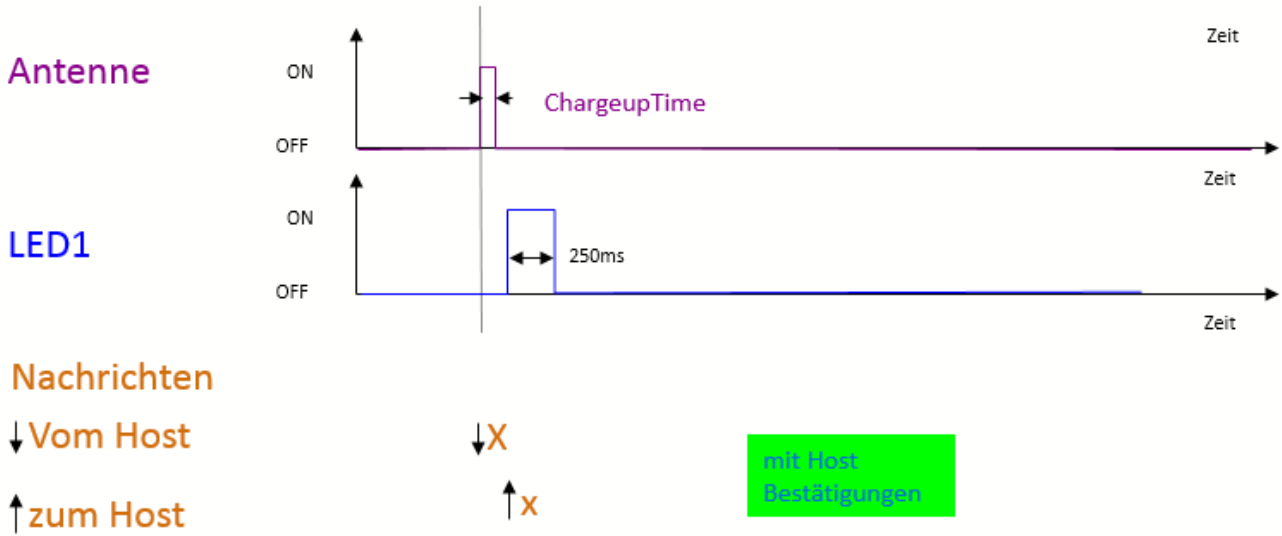 Zeit
Antenne
ON
ChargeupTime
OFF
Zeit
ON
LED1
250ms
OFF
Zeit
Nachrichten
↓Vom Host
↓X
mit Host
Bestätigungen
↑zum Host
↑x